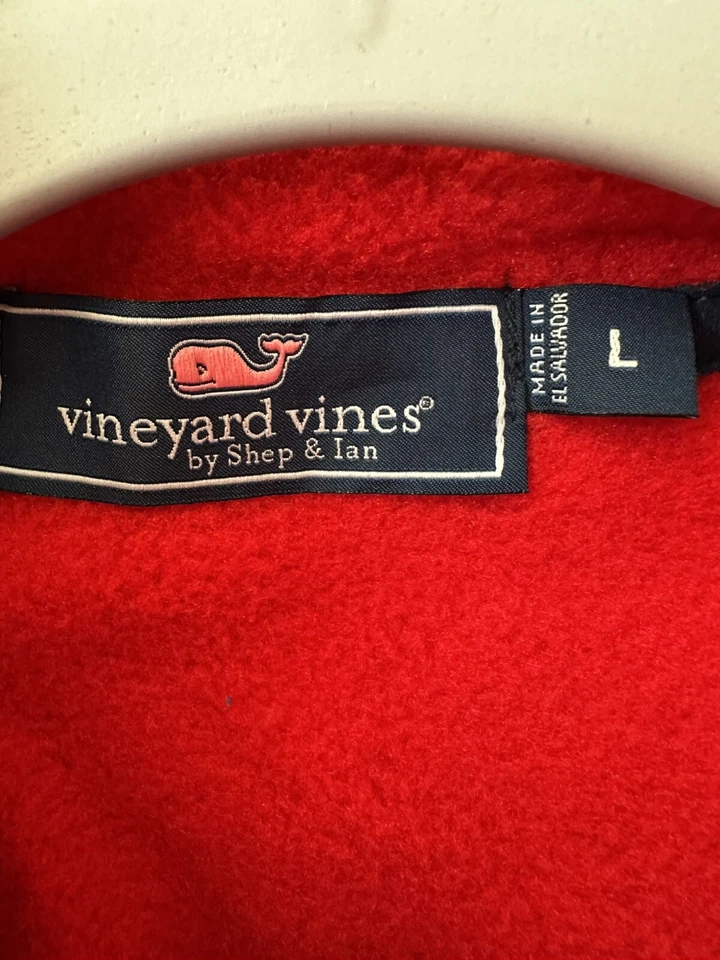 vineyard vines®
by Shep & Ian
MADE IN
EL SALVADOR
L